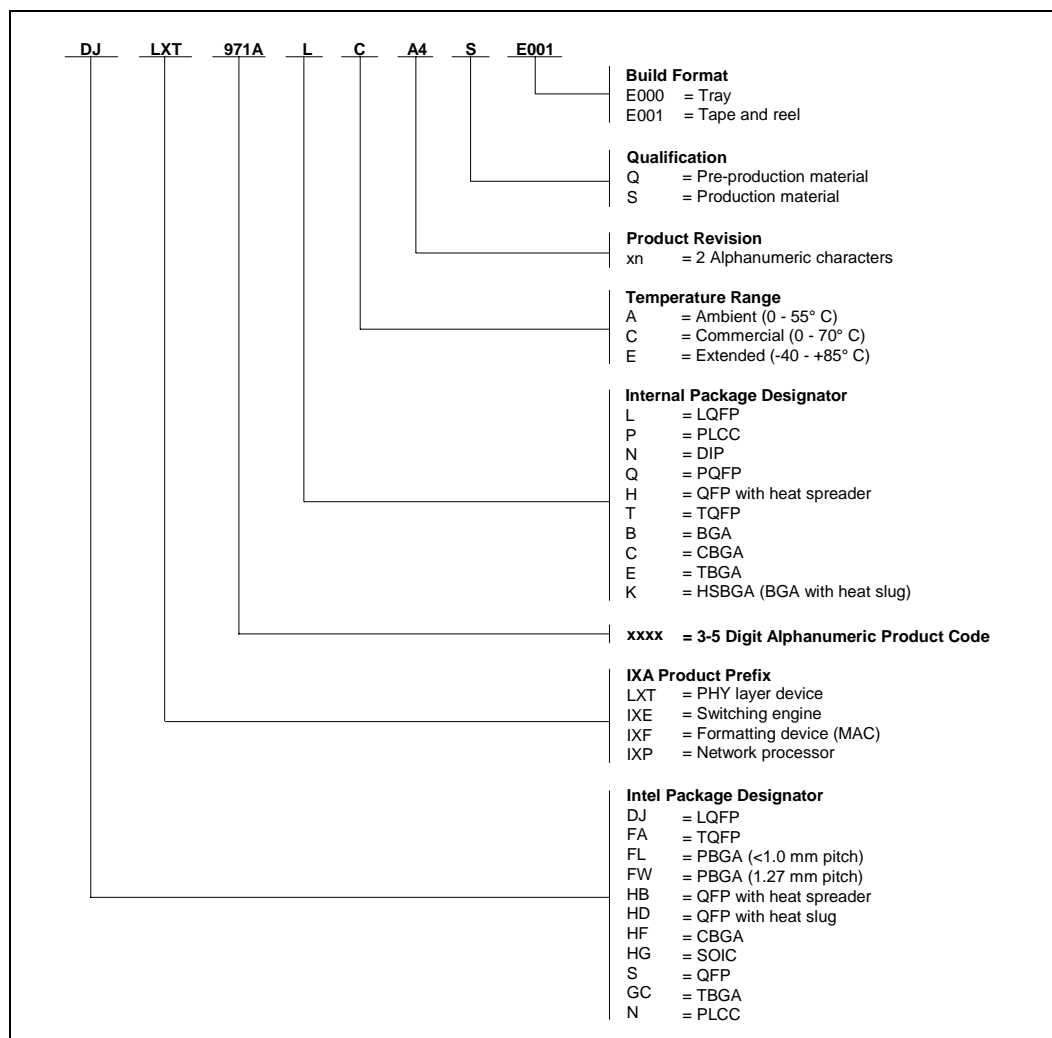 DJ LXT 971A L C A4 S E001
Build Format
E000 = Tray
E001 = Tape and reel
Qualification
Q = Pre-production material
S = Production material
Product Revision
xn = 2 Alphanumeric characters
Temperature Range
A = Ambient (0 - 55° C)
C = Commercial (0 - 70° C)
E = Extended (-40 - +85° C)
Internal Package Designator
L = LQFP
P = PLCC
N = DIP
Q = PQFP
H = QFP with heat spreader
T = TQFP
B = BGA
C = CBGA
E = TBGA
K = HSBGA (BGA with heat slug)
xxxx = 3-5 Digit Alphanumeric Product Code
IXA Product Prefix
LXT = PHY layer device
IXE = Switching engine
IXF = Formatting device (MAC)
IXP = Network processor
Intel Package Designator
DJ = LQFP
FA = TQFP
FL = PBGA (<1.0 mm pitch)
FW = PBGA (1.27 mm pitch)
HB = QFP with heat spreader
HD = QFP with heat slug
HF = CBGA
HG = SOIC
S = QFP
GC = TBGA
N = PLCC